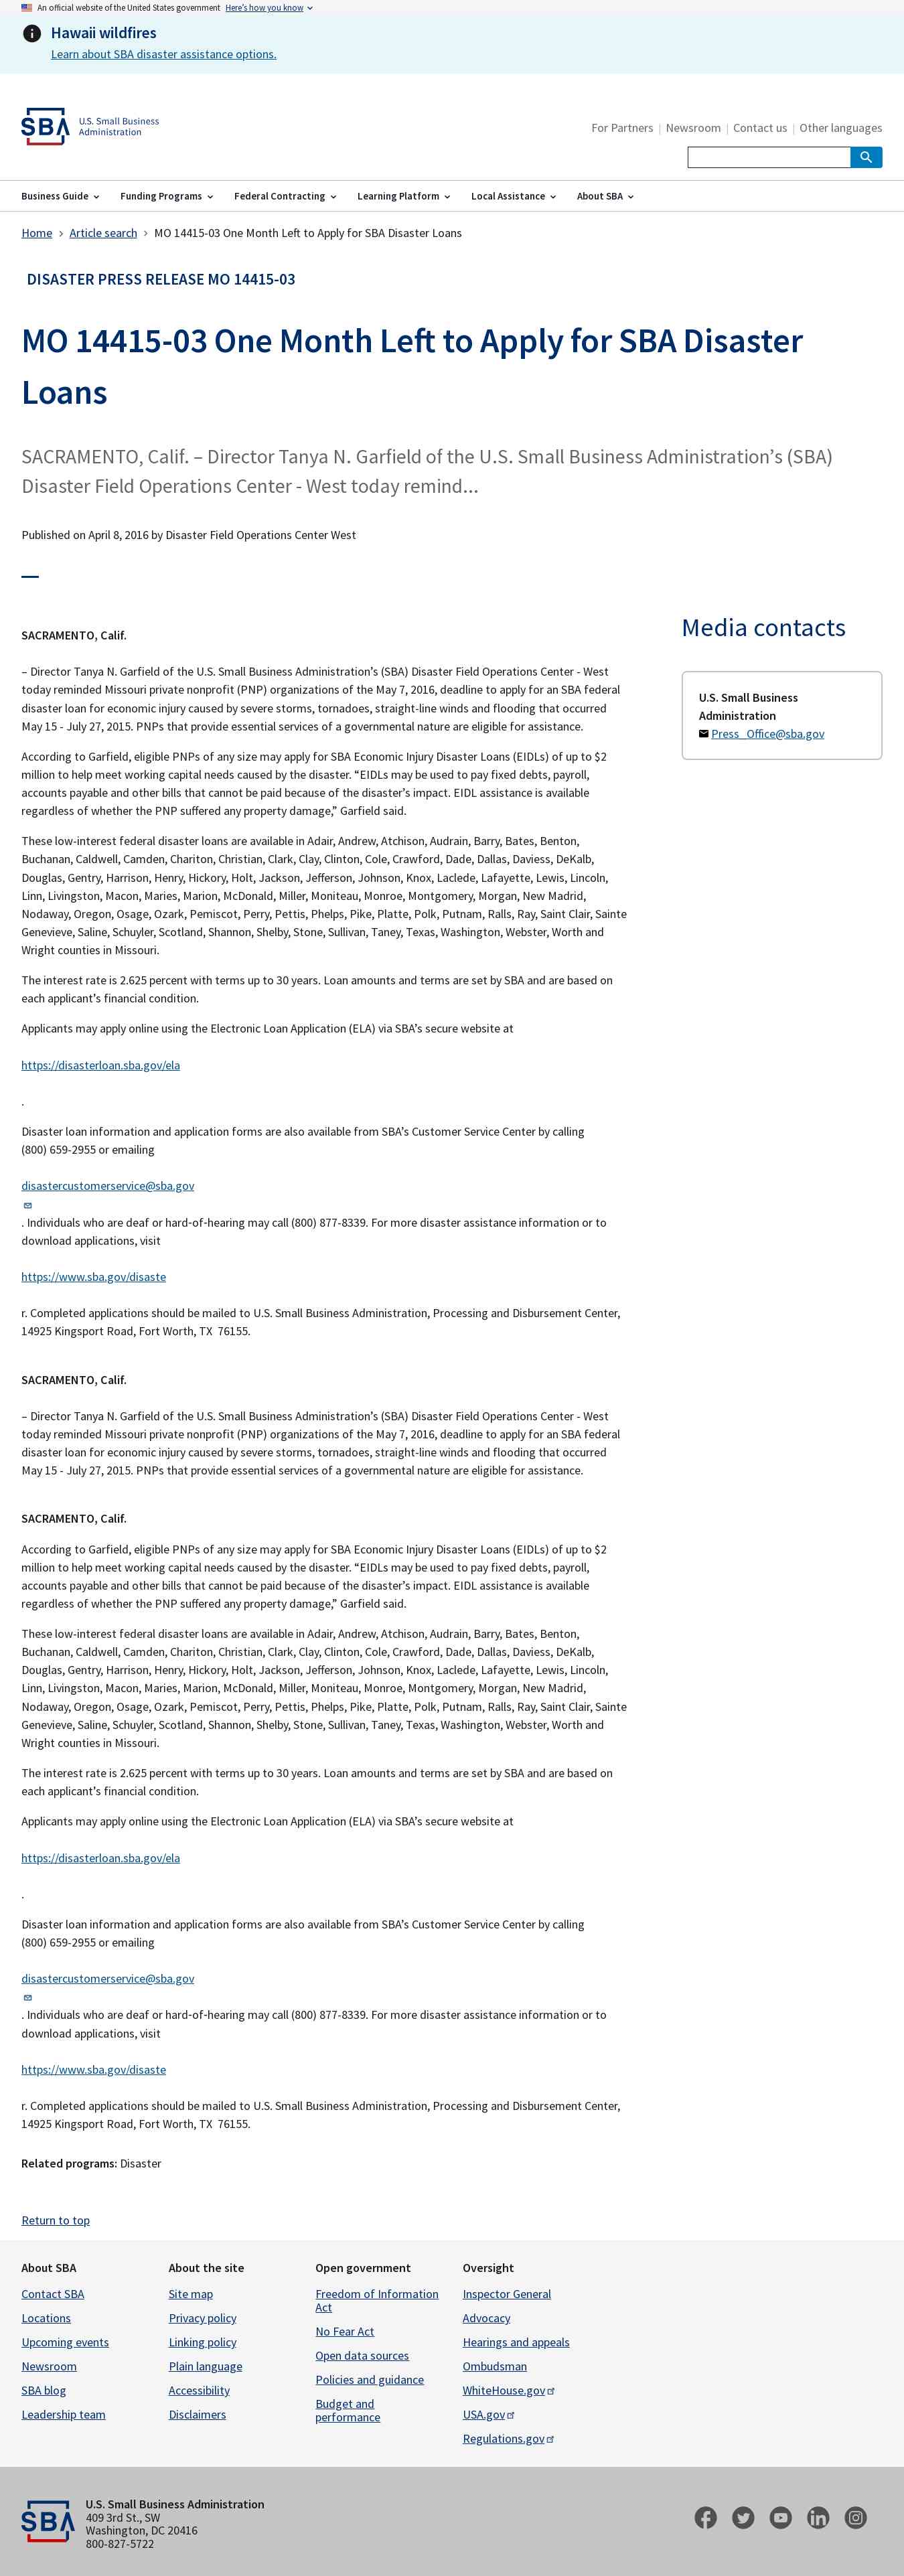 An official website of the United States government Here’s how you know
Hawaii wildfires
Learn about SBA disaster assistance options.
SBA U.S. Small Business
Administration
For Partners | Newsroom | Contact us | Other languages
Business Guide Funding Programs Federal Contracting Learning Platform Local Assistance About SBA
Home > Article search > MO 14415-03 One Month Left to Apply for SBA Disaster Loans
DISASTER PRESS RELEASE MO 14415-03
MO 14415-03 One Month Left to Apply for SBA Disaster
Loans
SACRAMENTO, Calif. – Director Tanya N. Garfield of the U.S. Small Business Administration’s (SBA)
Disaster Field Operations Center - West today remind...
Published on April 8, 2016 by Disaster Field Operations Center West
SACRAMENTO, Calif.
– Director Tanya N. Garfield of the U.S. Small Business Administration’s (SBA) Disaster Field Operations Center - West
today reminded Missouri private nonprofit (PNP) organizations of the May 7, 2016, deadline to apply for an SBA federal
disaster loan for economic injury caused by severe storms, tornadoes, straight-line winds and flooding that occurred
May 15 - July 27, 2015. PNPs that provide essential services of a governmental nature are eligible for assistance.
According to Garfield, eligible PNPs of any size may apply for SBA Economic Injury Disaster Loans (EIDLs) of up to $2
million to help meet working capital needs caused by the disaster. “EIDLs may be used to pay fixed debts, payroll,
accounts payable and other bills that cannot be paid because of the disaster’s impact. EIDL assistance is available
regardless of whether the PNP suffered any property damage,” Garfield said.
These low-interest federal disaster loans are available in Adair, Andrew, Atchison, Audrain, Barry, Bates, Benton,
Buchanan, Caldwell, Camden, Chariton, Christian, Clark, Clay, Clinton, Cole, Crawford, Dade, Dallas, Daviess, DeKalb,
Douglas, Gentry, Harrison, Henry, Hickory, Holt, Jackson, Jefferson, Johnson, Knox, Laclede, Lafayette, Lewis, Lincoln,
Linn, Livingston, Macon, Maries, Marion, McDonald, Miller, Moniteau, Monroe, Montgomery, Morgan, New Madrid,
Nodaway, Oregon, Osage, Ozark, Pemiscot, Perry, Pettis, Phelps, Pike, Platte, Polk, Putnam, Ralls, Ray, Saint Clair, Sainte
Genevieve, Saline, Schuyler, Scotland, Shannon, Shelby, Stone, Sullivan, Taney, Texas, Washington, Webster, Worth and
Wright counties in Missouri.
The interest rate is 2.625 percent with terms up to 30 years. Loan amounts and terms are set by SBA and are based on
each applicant’s financial condition.
Applicants may apply online using the Electronic Loan Application (ELA) via SBA’s secure website at
https://disasterloan.sba.gov/ela
.
Disaster loan information and application forms are also available from SBA’s Customer Service Center by calling
(800) 659-2955 or emailing
disastercustomerservice@sba.gov
. Individuals who are deaf or hard-of-hearing may call (800) 877-8339. For more disaster assistance information or to
download applications, visit
https://www.sba.gov/disaste
r. Completed applications should be mailed to U.S. Small Business Administration, Processing and Disbursement Center,
14925 Kingsport Road, Fort Worth, TX  76155.
SACRAMENTO, Calif.
– Director Tanya N. Garfield of the U.S. Small Business Administration’s (SBA) Disaster Field Operations Center - West
today reminded Missouri private nonprofit (PNP) organizations of the May 7, 2016, deadline to apply for an SBA federal
disaster loan for economic injury caused by severe storms, tornadoes, straight-line winds and flooding that occurred
May 15 - July 27, 2015. PNPs that provide essential services of a governmental nature are eligible for assistance.
SACRAMENTO, Calif.
According to Garfield, eligible PNPs of any size may apply for SBA Economic Injury Disaster Loans (EIDLs) of up to $2
million to help meet working capital needs caused by the disaster. “EIDLs may be used to pay fixed debts, payroll,
accounts payable and other bills that cannot be paid because of the disaster’s impact. EIDL assistance is available
regardless of whether the PNP suffered any property damage,” Garfield said.
These low-interest federal disaster loans are available in Adair, Andrew, Atchison, Audrain, Barry, Bates, Benton,
Buchanan, Caldwell, Camden, Chariton, Christian, Clark, Clay, Clinton, Cole, Crawford, Dade, Dallas, Daviess, DeKalb,
Douglas, Gentry, Harrison, Henry, Hickory, Holt, Jackson, Jefferson, Johnson, Knox, Laclede, Lafayette, Lewis, Lincoln,
Linn, Livingston, Macon, Maries, Marion, McDonald, Miller, Moniteau, Monroe, Montgomery, Morgan, New Madrid,
Nodaway, Oregon, Osage, Ozark, Pemiscot, Perry, Pettis, Phelps, Pike, Platte, Polk, Putnam, Ralls, Ray, Saint Clair, Sainte
Genevieve, Saline, Schuyler, Scotland, Shannon, Shelby, Stone, Sullivan, Taney, Texas, Washington, Webster, Worth and
Wright counties in Missouri.
The interest rate is 2.625 percent with terms up to 30 years. Loan amounts and terms are set by SBA and are based on
each applicant’s financial condition.
Applicants may apply online using the Electronic Loan Application (ELA) via SBA’s secure website at
https://disasterloan.sba.gov/ela
.
Disaster loan information and application forms are also available from SBA’s Customer Service Center by calling
(800) 659-2955 or emailing
disastercustomerservice@sba.gov
. Individuals who are deaf or hard-of-hearing may call (800) 877-8339. For more disaster assistance information or to
download applications, visit
https://www.sba.gov/disaste
r. Completed applications should be mailed to U.S. Small Business Administration, Processing and Disbursement Center,
14925 Kingsport Road, Fort Worth, TX  76155.
Related programs: Disaster
Media contacts
U.S. Small Business
Administration
Press_Office@sba.gov
Return to top
About SBA
Contact SBA
Locations
Upcoming events
Newsroom
SBA blog
Leadership team
About the site
Site map
Privacy policy
Linking policy
Plain language
Accessibility
Disclaimers
Open government
Freedom of Information
Act
No Fear Act
Open data sources
Policies and guidance
Budget and
performance
Oversight
Inspector General
Advocacy
Hearings and appeals
Ombudsman
WhiteHouse.gov
USA.gov
Regulations.gov
SBA
U.S. Small Business Administration
409 3rd St., SW
Washington, DC 20416
800-827-5722